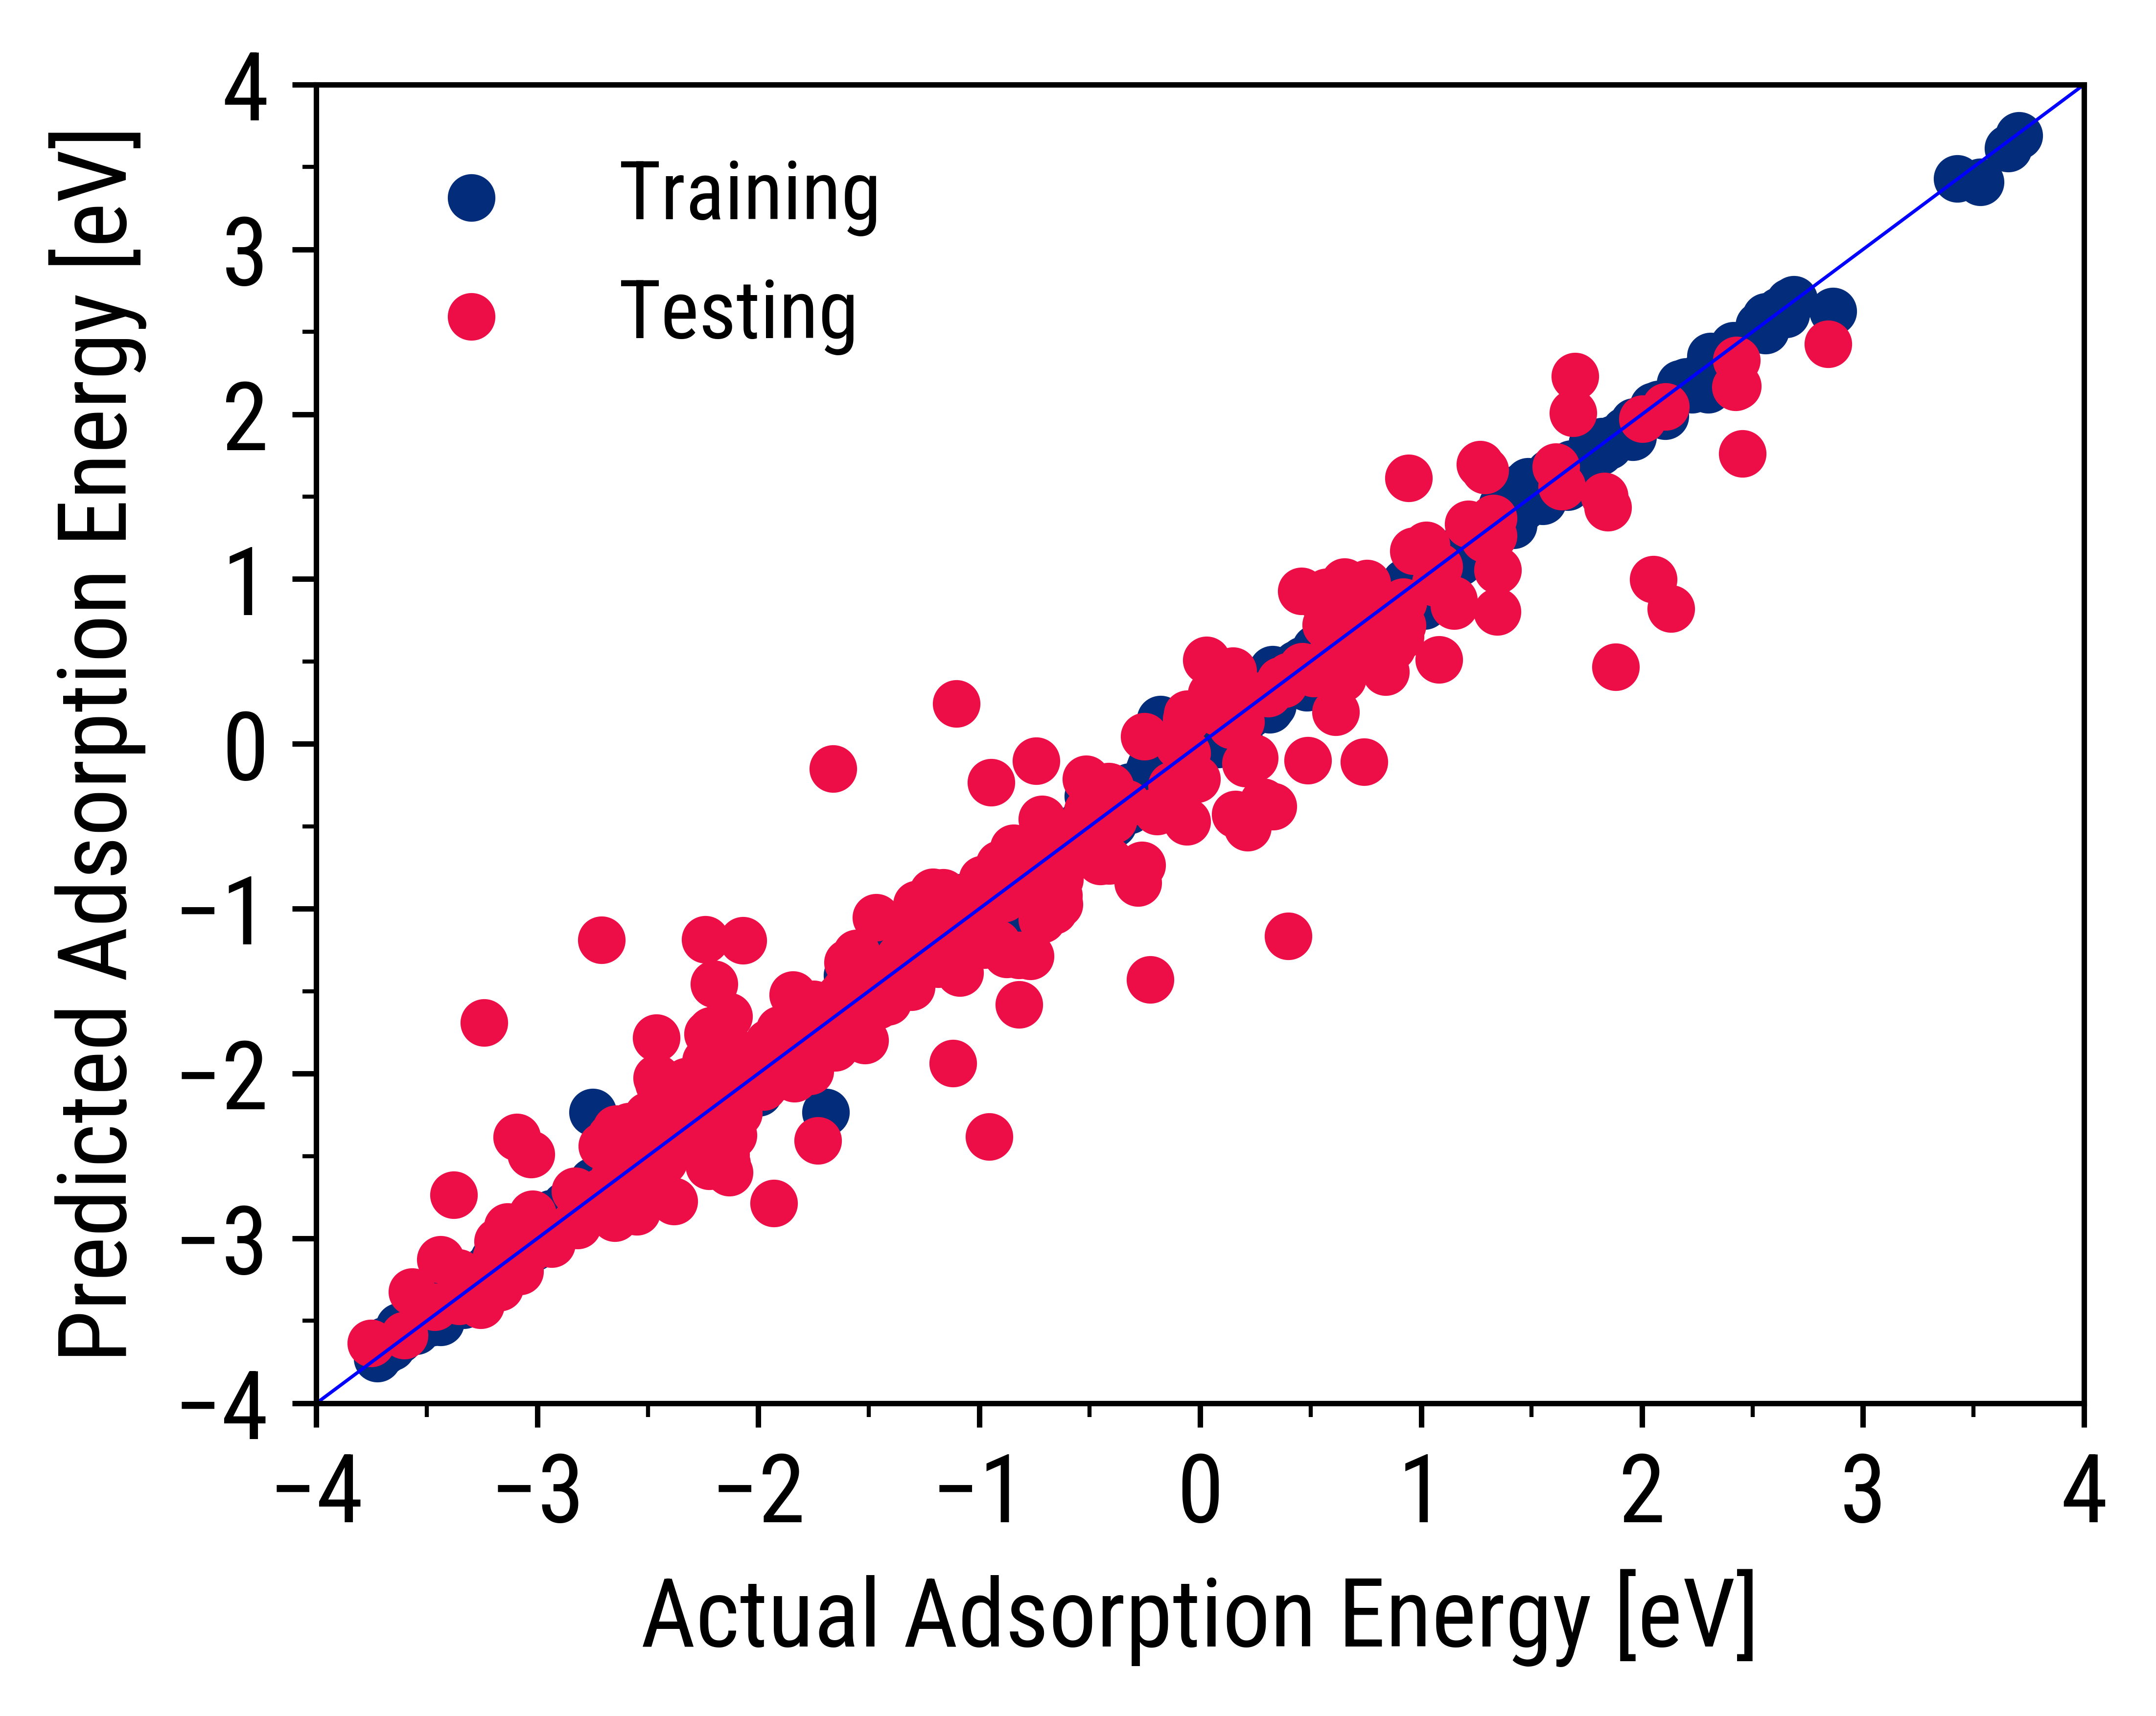 Training
Testing
Predicted Adsorption Energy [eV]
4
3
2
1
0
−1
−2
−3
−4
−4 −3 −2 −1 0 1 2 3 4
Actual Adsorption Energy [eV]